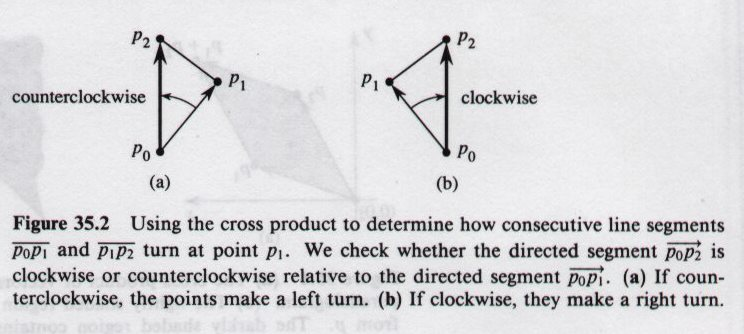 p2 p2
p1 p1
counterclockwise clockwise
p0 p0
(a) (b)
Figure 35.2 Using the cross product to determine how consecutive line segments
p0p1 and p1p2 turn at point p1. We check whether the directed segment p0p2 is
clockwise or counterclockwise relative to the directed segment p0p1. (a) If coun-
terclockwise, the points make a left turn. (b) If clockwise, they make a right turn.